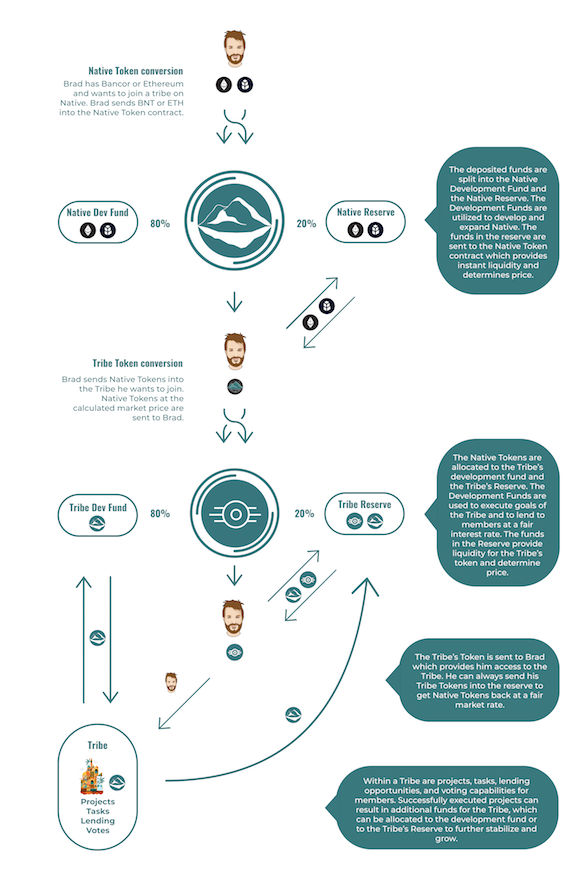 Native Token conversion
Brad has Bancor or Ethereum
and wants to join a tribe on
Native. Brad sends BNT or ETH
into the Native Token contract.
Native Dev Fund
80%
20%
Native Reserve
The deposited funds are
split into the Native
Development Fund and
the Native Reserve. The
Development Funds are
utilized to develop and
expand Native. The
funds in the reserve are
sent to the Native Token
contract which provides
instant liquidity and
determines price.
Tribe Token conversion
Brad sends Native Tokens into
the Tribe he wants to join.
Native Tokens at the
calculated market price are
sent to Brad.
Tribe Dev Fund
80%
20%
Tribe Reserve
The Native Tokens are
allocated to the Tribe's
development fund and
the Tribe's Reserve. The
Development Funds are
used to execute goals of
the Tribe and to lend to
members at a fair
interest rate. The funds
in the Reserve provide
liquidity for the Tribe's
token and determine
price.
The Tribe's Token is sent to Brad
which provides him access to the
Tribe. He can always send his
Tribe Tokens into the reserve to
get Native Tokens back at a fair
market rate.
Tribe
Projects
Tasks
Lending
Votes
Within a Tribe are projects, tasks, lending
opportunities, and voting capabilities for
members. Successfully executed projects can
result in additional funds for the Tribe, which
can be allocated to the development fund or
to the Tribe's Reserve to further stabilize and
grow.